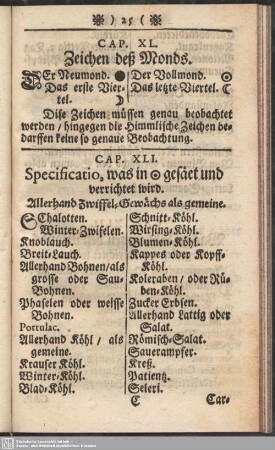 ) 25 (
CAP. XL.
Zeichen deß Monds.
DEr Neumond. ● Der Vollmond. ☉
Das erste Vier- Das letzte Viertel. ☾
tel. ☽
Dise Zeichen müssen genau beobachtet
werden / hingegen die Himmlische Zeichen be-
darffen keine so genaue Beobachtung.
CAP. XLI.
Specificatio, was in ☉ gesäet und
verrichtet wird.
Allerhand Zwiffel-Gewächs als gemeine.
SChalotten.
Winter-Zwifelen.
Knoblauch.
Breit-Lauch.
Allerhand Bohnen / als
grosse oder Sau-
Bohnen.
Phaselen oder weisse
Bohnen.
Portulac.
Allerhand Köhl / als
gemeine.
Krauser Köhl.
Winter-Köhl.
Blad-Köhl.
Schnitt-Köhl.
Wirsing-Köhl.
Blumen-Köhl.
Kappes oder Kopff-
Köhl.
Koleraben / oder Rü-
ben-Köhl.
Zucker Erbsen.
Allerhand Lattig oder
Salat.
Römisch-Salat.
Saurampfer.
Kreß.
Patientz.
Seleri.
C Car-